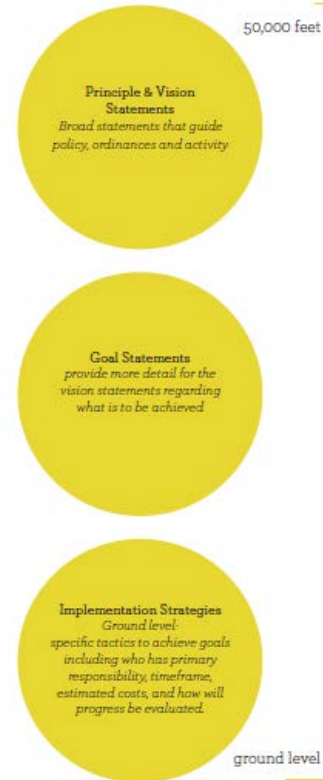 50,000 feet
Principle & Vision
Statements
Broad statements that guide
policy, ordinances and activity
Goal Statements
provide more detail for the
vision statements regarding
what is to be achieved
Implementation Strategies
Ground level-
specific tactics to achieve goals
including who has primary
responsibility, timeframe,
estimated costs, and how will
progress be evaluated.
ground level